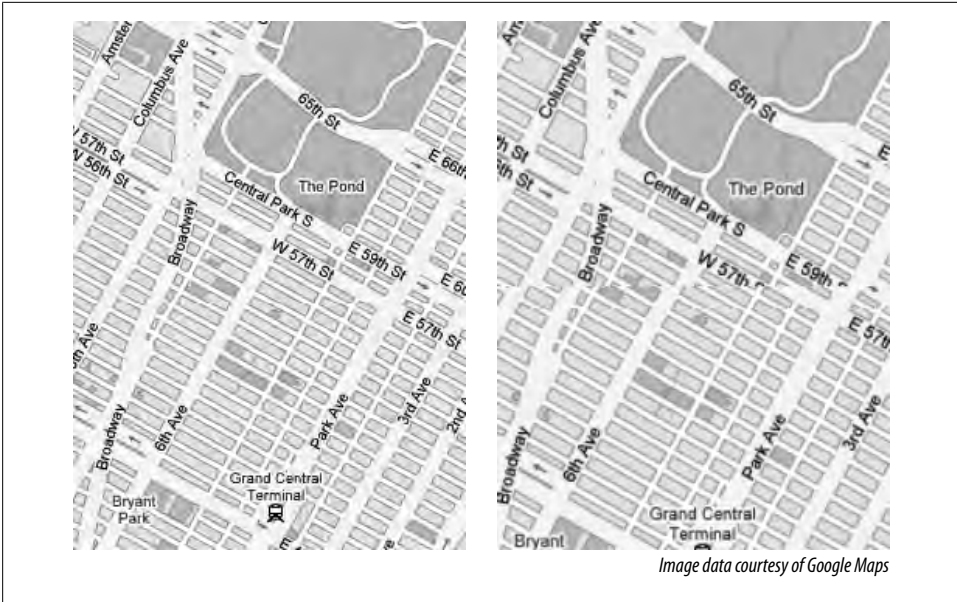 Columbus Ave
65th St
E 66th
W 57th St
W 56th St
Central Park S
The Pond
Broadway
W 57th St
E 59th St
E 57th St
Broadway
6th Ave
Park Ave
3rd Ave
2nd
Grand Central
Terminal
Bryant
Park
Columbus Ave
65th St
Central Park S
The Pond
Broadway
W 57th
E 59th
E 57th
Broadway
6th Ave
Park Ave
3rd Ave
Grand Central
Terminal
Bryant
Image data courtesy of Google Maps